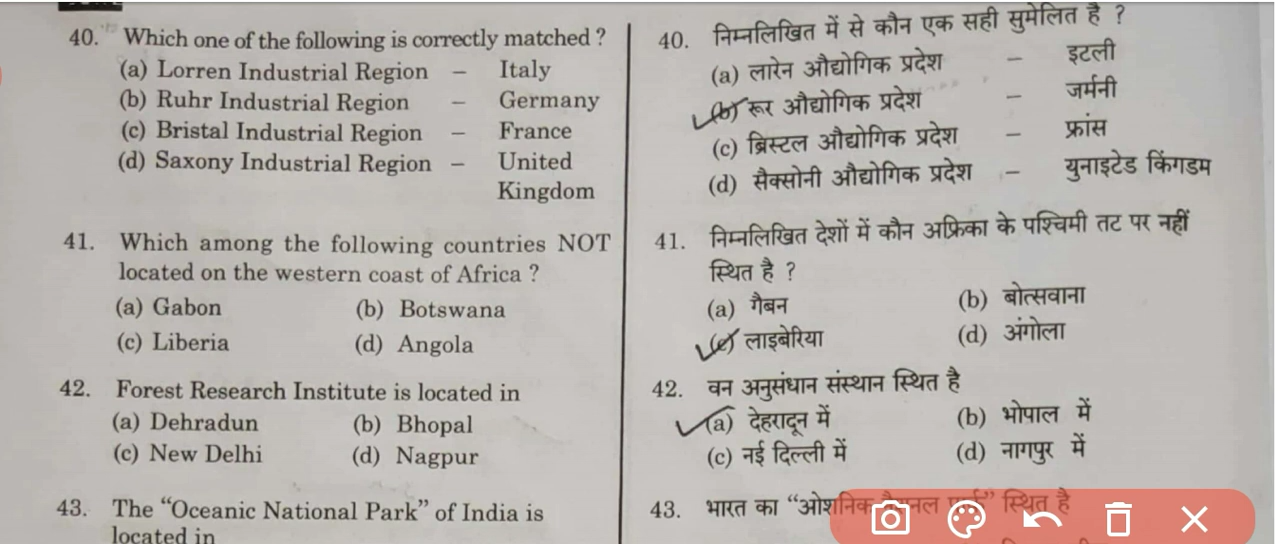 40. Which one of the following is correctly matched ?
(a) Lorren Industrial Region – Italy
(b) Ruhr Industrial Region – Germany
(c) Bristal Industrial Region – France
(d) Saxony Industrial Region – United
Kingdom
41. Which among the following countries NOT
located on the western coast of Africa ?
(a) Gabon (b) Botswana
(c) Liberia (d) Angola
42. Forest Research Institute is located in
(a) Dehradun (b) Bhopal
(c) New Delhi (d) Nagpur
43. The “Oceanic National Park” of India is
located in
40. निम्नलिखित में से कौन एक सही सुमेलित है ?
(a) लारेन औद्योगिक प्रदेश – इटली
(b) रूर औद्योगिक प्रदेश – जर्मनी
(c) ब्रिस्टल औद्योगिक प्रदेश – फ्रांस
(d) सैक्सोनी औद्योगिक प्रदेश – युनाइटेड किंगडम
41. निम्नलिखित देशों में कौन अफ्रिका के पश्चिमी तट पर नहीं
स्थित है ?
(a) गैबन (b) बोत्सवाना
(c) लाइबेरिया (d) अंगोला
42. वन अनुसंधान संस्थान स्थित है
(a) देहरादून में (b) भोपाल में
(c) नई दिल्ली में (d) नागपुर में
43. भारत का “ओशनिक नैशनल पार्क” स्थित है